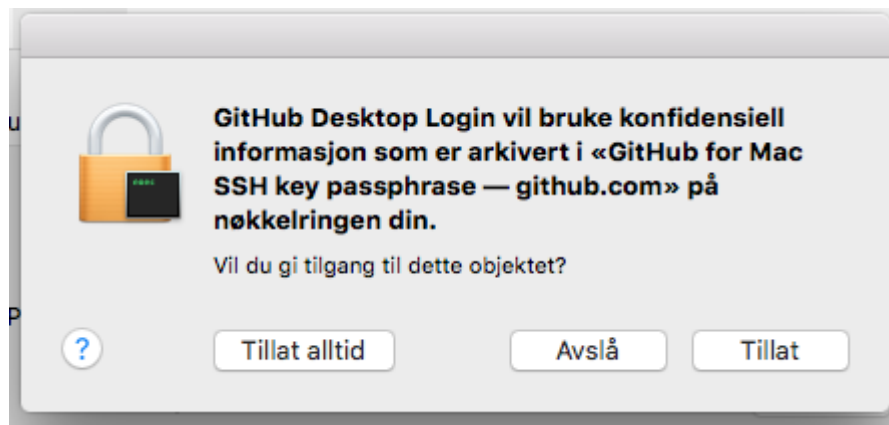 GitHub Desktop Login vil bruke konfidensiell
informasjon som er arkivert i «GitHub for Mac
SSH key passphrase — github.com» på
nøkkelringen din.
Vil du gi tilgang til dette objektet?
?
Tillat alltid
Avslå
Tillat
u
P